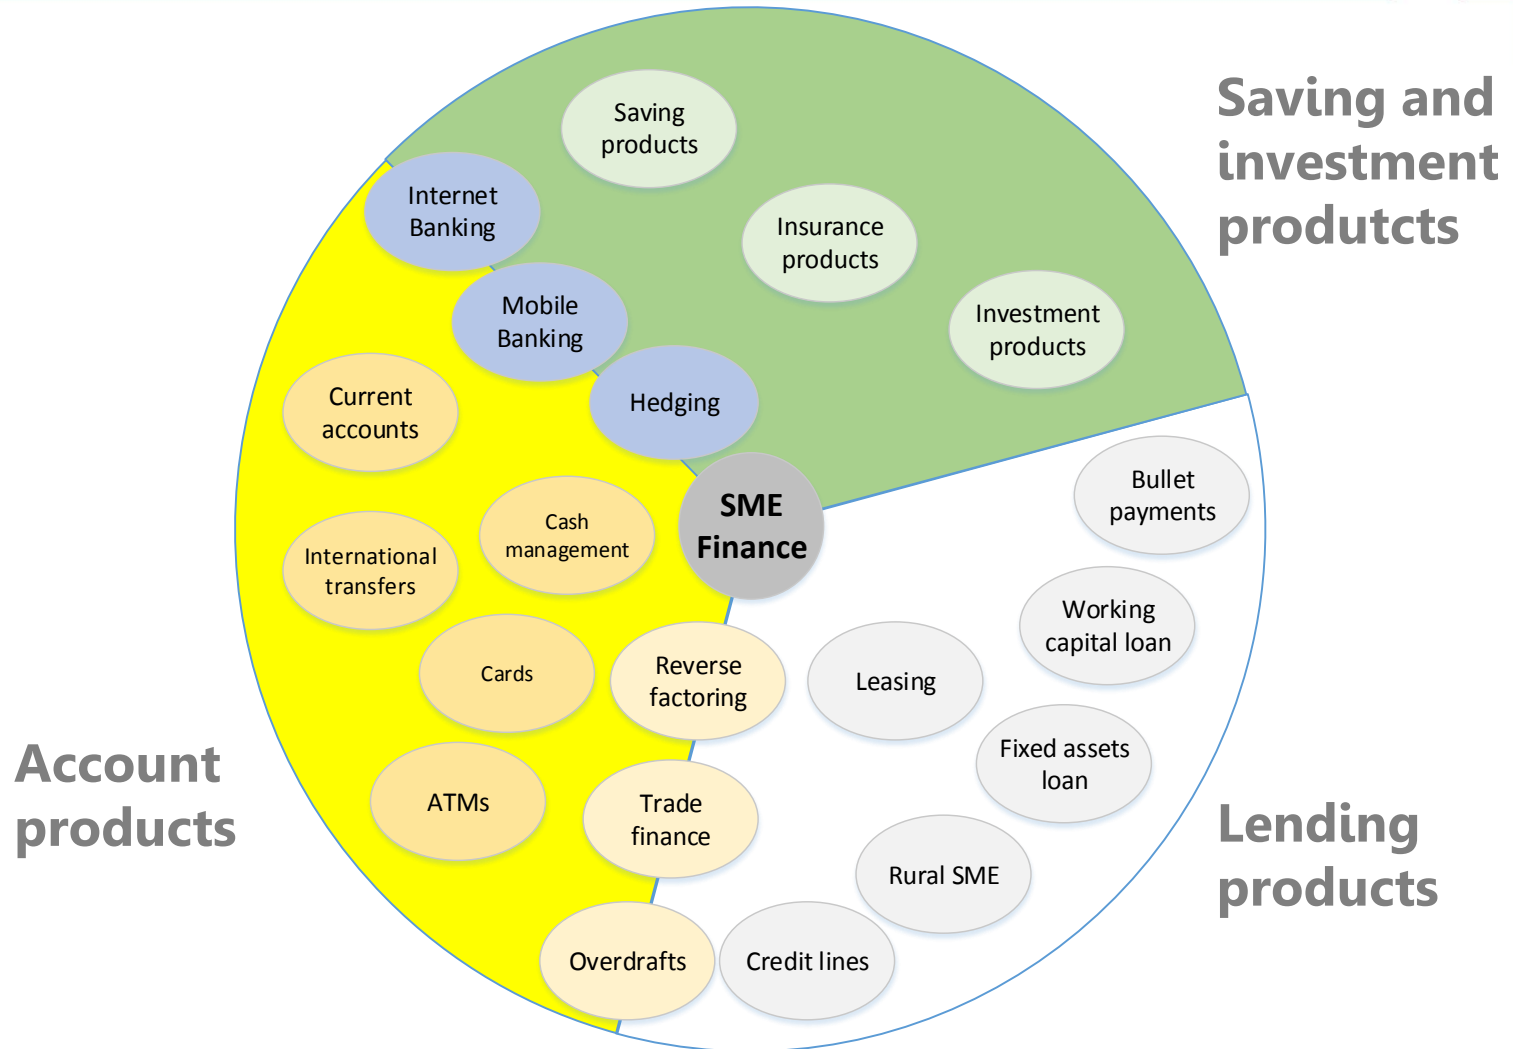 Saving and
investment
produtcts
Saving
products
Internet
Banking
Insurance
products
Mobile
Banking
Investment
products
Current
accounts
Hedging
SME
Finance
Bullet
payments
Cash
management
International
transfers
Working
capital loan
Cards
Reverse
factoring
Leasing
Fixed assets
loan
Account
products
ATMs
Trade
finance
Lending
products
Rural SME
Overdrafts
Credit lines